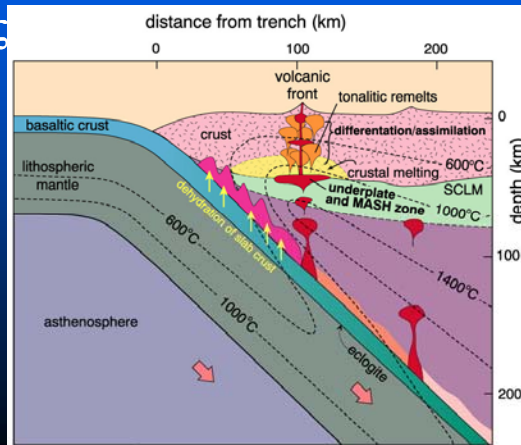 S
distance from trench (km)
0
100
200
volcanic
front
tonalitic remelts
basaltic crust
0
crust
differentation/assimilation
600°C
lithospheric
mantle
crustal melting
SCLM
underplate
and MASH zone
1000°C
dehydration of slab crust
600°C
100
1400°C
1000°C
asthenosphere
eclogite
depth (km)
200